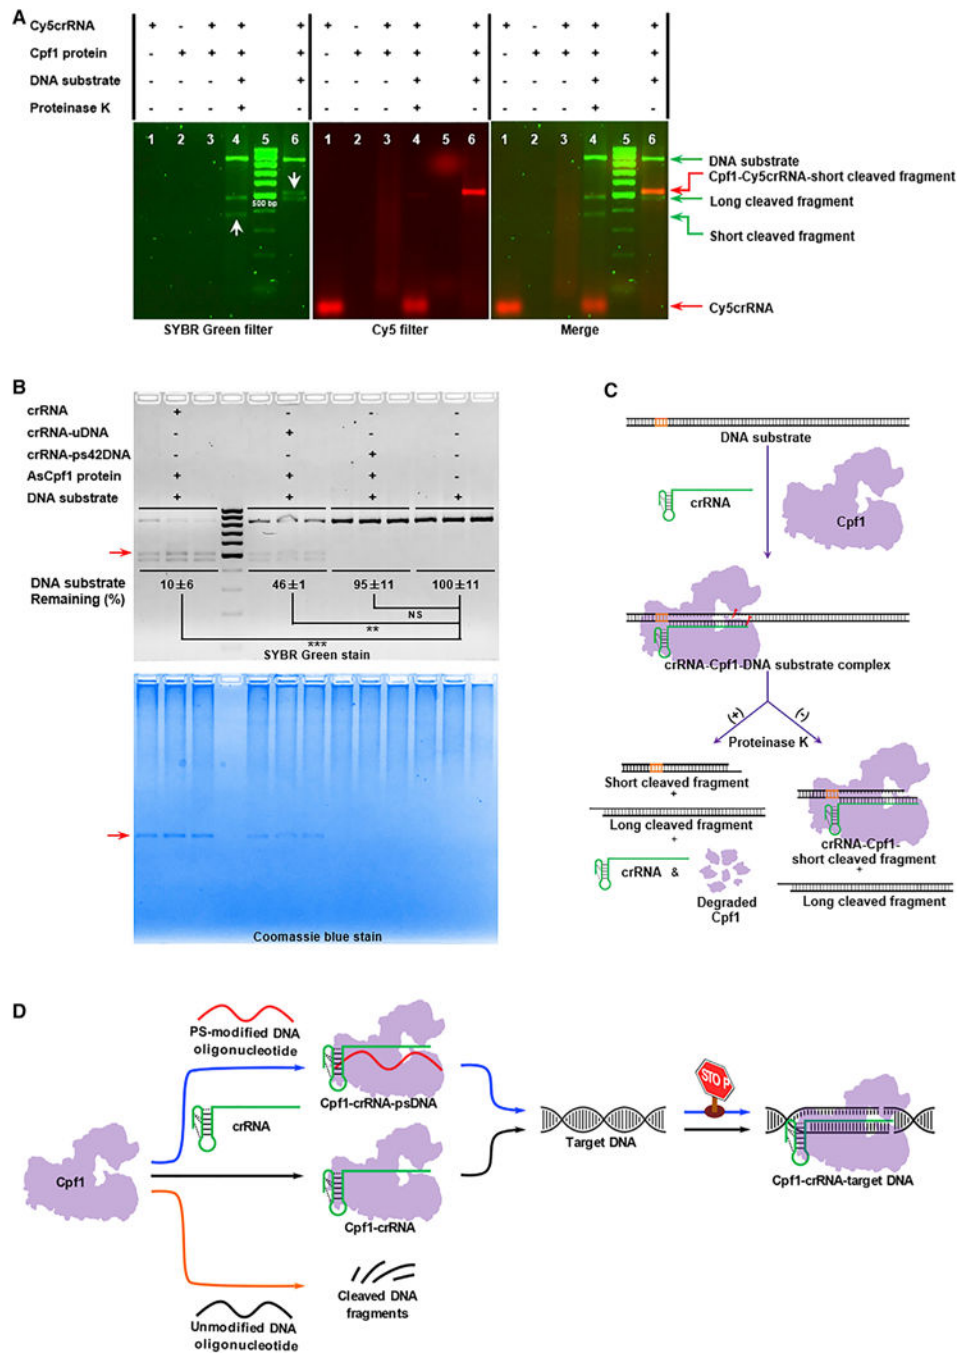 A
Cy5crRNA + - + + + + - + + + + - + + +
Cpf1 protein - + + + + - + + + + - + + + +
DNA substrate - - - + + - - - + + - - - + +
Proteinase K - - - + - - - - + - - - - + -
1 2 3 4 5 6 1 2 3 4 5 6 1 2 3 4 5 6
500 bp
DNA substrate
Cpf1-Cy5crRNA-short cleaved fragment
Long cleaved fragment
Short cleaved fragment
Cy5crRNA
SYBR Green filter Cy5 filter Merge
B
crRNA + - - -
crRNA-uDNA - + - -
crRNA-ps42DNA - - + -
AsCpf1 protein + + + -
DNA substrate + + + +
DNA substrate
Remaining (%)
10±6 46±1 95±11 100±11
NS
**
***
SYBR Green stain
Coomassie blue stain
C
DNA substrate
crRNA
Cpf1
crRNA-Cpf1-DNA substrate complex
(+) (-)
Proteinase K
Short cleaved fragment
+
Long cleaved fragment
+
crRNA &
Degraded
Cpf1
crRNA-Cpf1-
short cleaved fragment
+
Long cleaved fragment
D
PS-modified DNA
oligonucleotide
crRNA
Cpf1
Cpf1-crRNA-psDNA
Cpf1-crRNA
Cleaved DNA
fragments
Unmodified DNA
oligonucleotide
Target DNA
STOP
Cpf1-crRNA-target DNA